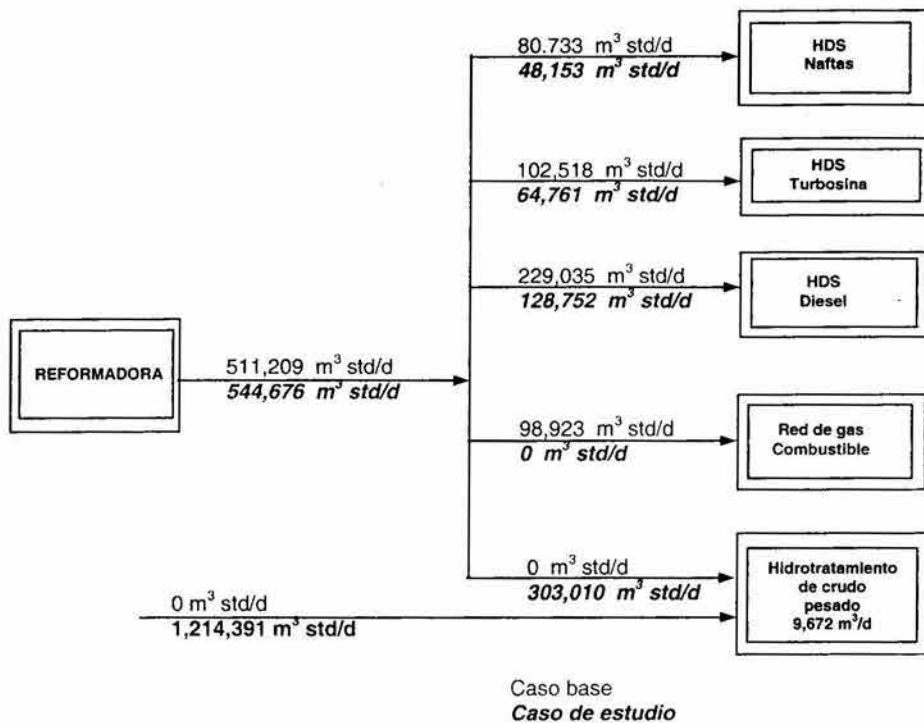 80.733 m³ std/d
48,153 m³ std/d
HDS
Naftas
102,518 m³ std/d
64,761 m³ std/d
HDS
Turbosina
229,035 m³ std/d
128,752 m³ std/d
HDS
Diesel
REFORMADORA
511,209 m³ std/d
544,676 m³ std/d
98,923 m³ std/d
0 m³ std/d
Red de gas
Combustible
0 m³ std/d
303,010 m³ std/d
Hidrotratamiento
de crudo
pesado
9,672 m³/d
0 m³ std/d
1,214,391 m³ std/d
Caso base
Caso de estudio